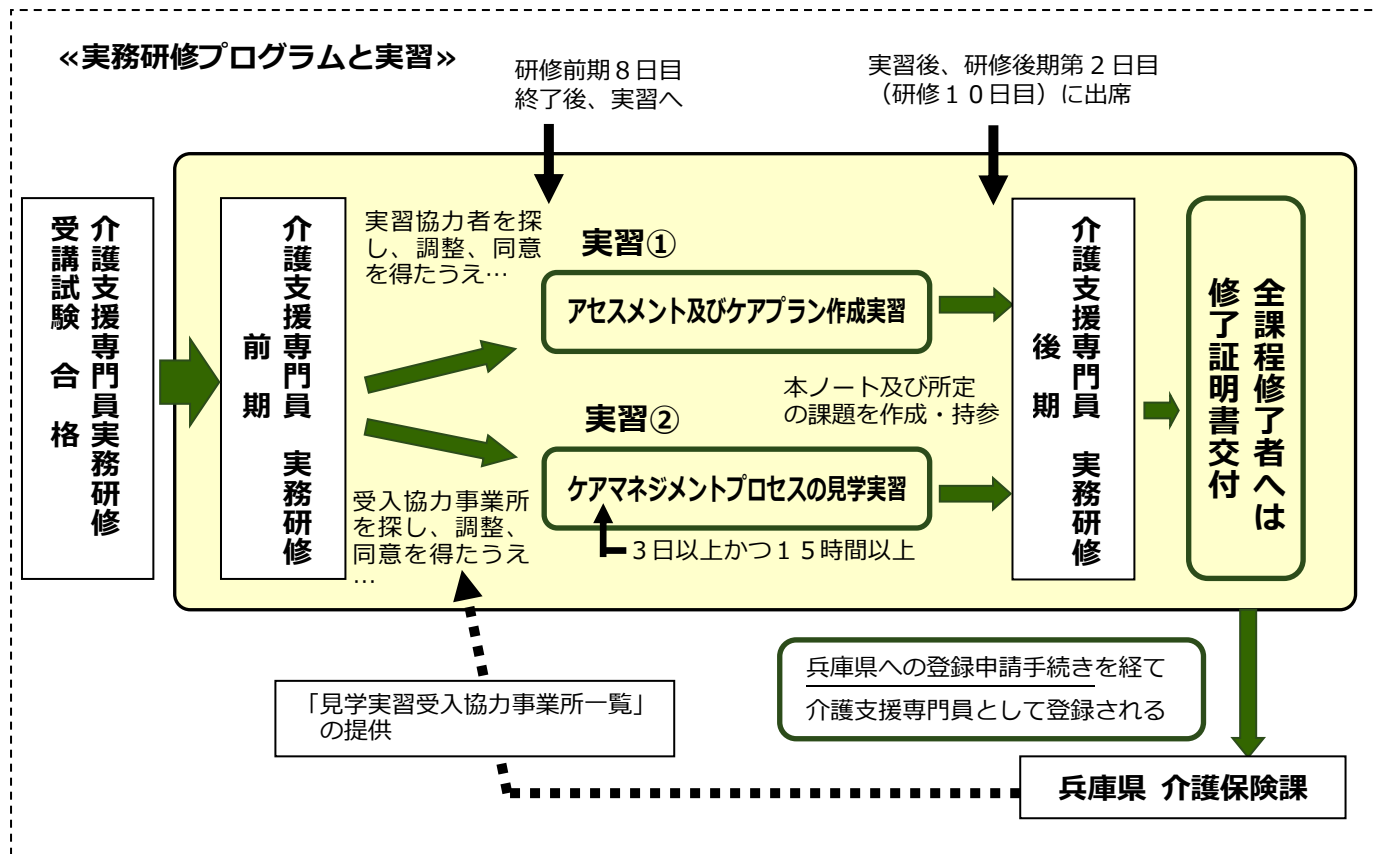 ≪実務研修プログラムと実習≫
研修前期８日目
終了後、実習へ
実習後、研修後期第２日目
（研修１０日目）に出席
介護支援専門員実務研修
受講試験　合　格
介護支援専門員　実務研修
前　期
実習協力者を探
し、調整、同意
を得たうえ…
実習①
アセスメント及びケアプラン作成実習
本ノート及び所定
の課題を作成・持参
実習②
ケアマネジメントプロセスの見学実習
３日以上かつ１５時間以上
受入協力事業所
を探し、調整、
同意を得たうえ
…
介護支援専門員　実務研修
後　期
全課程修了者へは
修了証明書交付
兵庫県への登録申請手続きを経て
介護支援専門員として登録される
「見学実習受入協力事業所一覧」
の提供
兵庫県 介護保険課